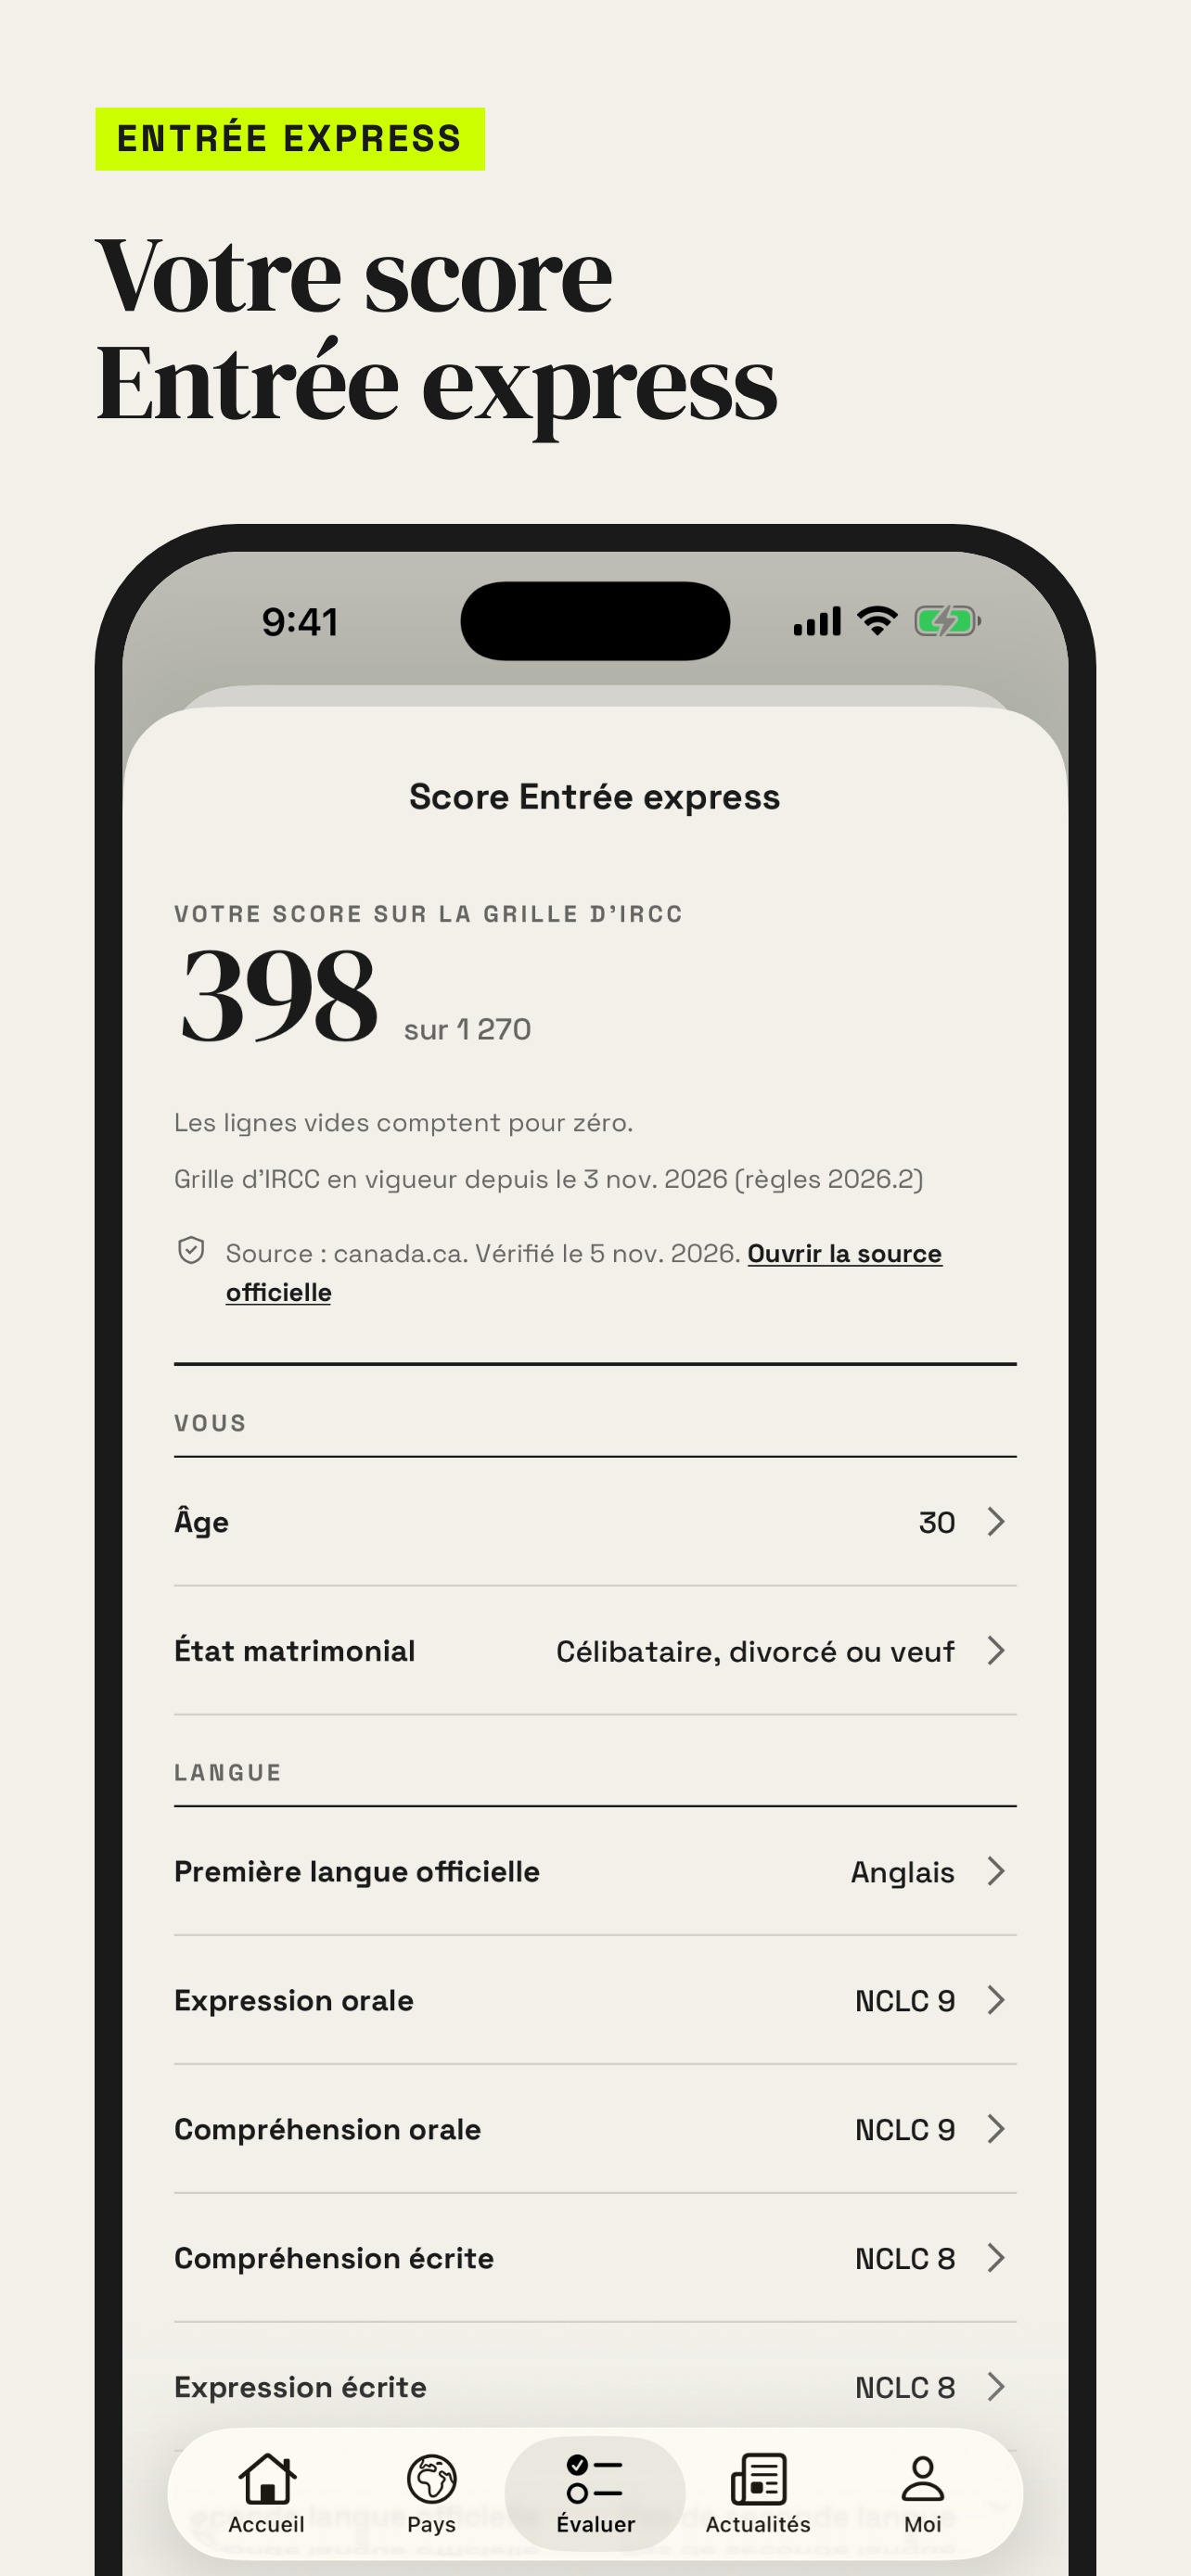 ENTRÉE EXPRESS
Votre score
Entrée express
9:41
Score Entrée express
VOTRE SCORE SUR LA GRILLE D’IRCC
398 sur 1 270
Les lignes vides comptent pour zéro.
Grille d’IRCC en vigueur depuis le 3 nov. 2026 (règles 2026.2)
Source : canada.ca. Vérifié le 5 nov. 2026. Ouvrir la source
officielle
VOUS
Âge 30
État matrimonial Célibataire, divorcé ou veuf
LANGUE
Première langue officielle Anglais
Expression orale NCLC 9
Compréhension orale NCLC 9
Compréhension écrite NCLC 8
Expression écrite NCLC 8
Accueil Pays Évaluer Actualités Moi